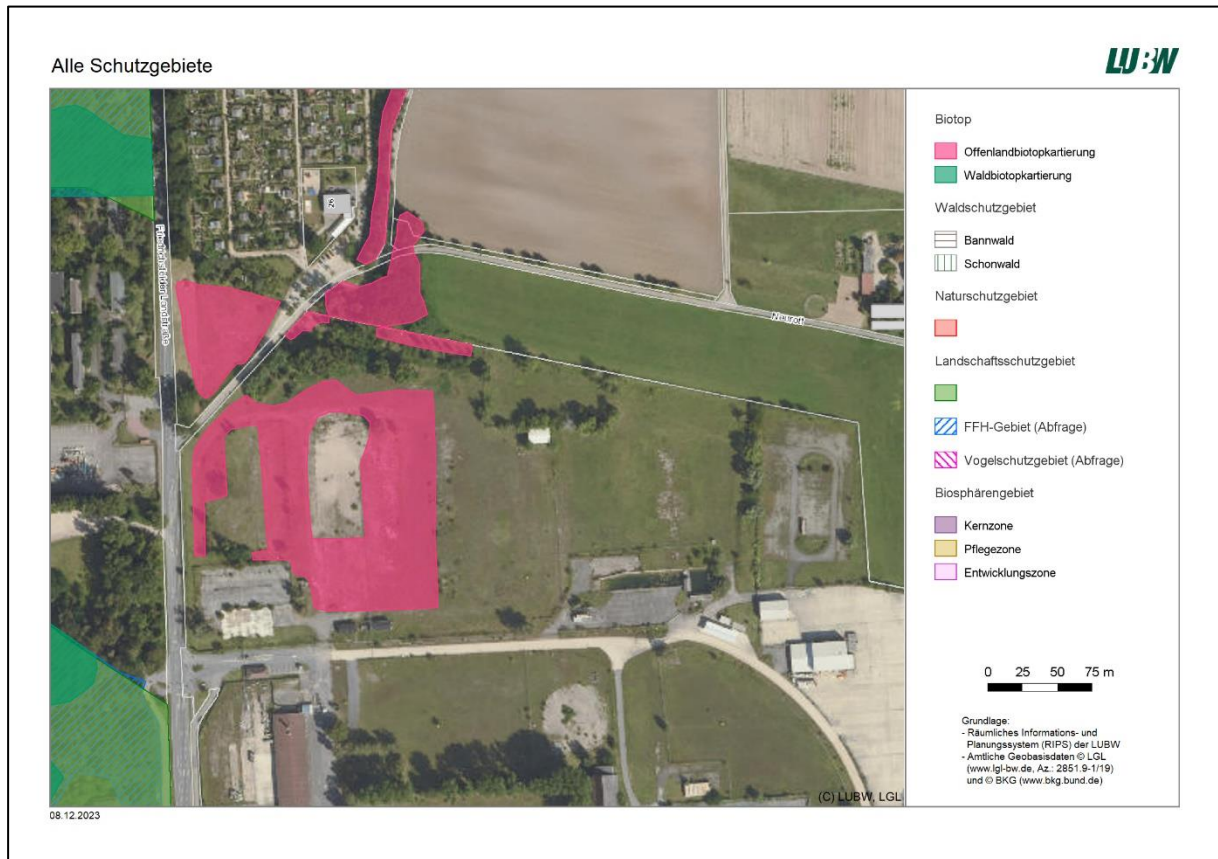 Alle Schutzgebiete
LUBW
26
Neurott
(C) LUBW, LGL
08.12.2023
Biotop
Offenlandbiotopkartierung
Waldbiotopkartierung
Waldschutzgebiet
Bannwald
Schonwald
Naturschutzgebiet
Landschaftsschutzgebiet
FFH-Gebiet (Abfrage)
Vogelschutzgebiet (Abfrage)
Biosphärengebiet
Kernzone
Pflegezone
Entwicklungszone
0 25 50 75 m
Grundlage:
- Räumliches Informations- und
Planungssystem (RIPS) der LUBW
- Amtliche Geobasisdaten © LGL
(www.lgl-bw.de, Az.: 2851.9-1/19)
und © BKG (www.bkg.bund.de)